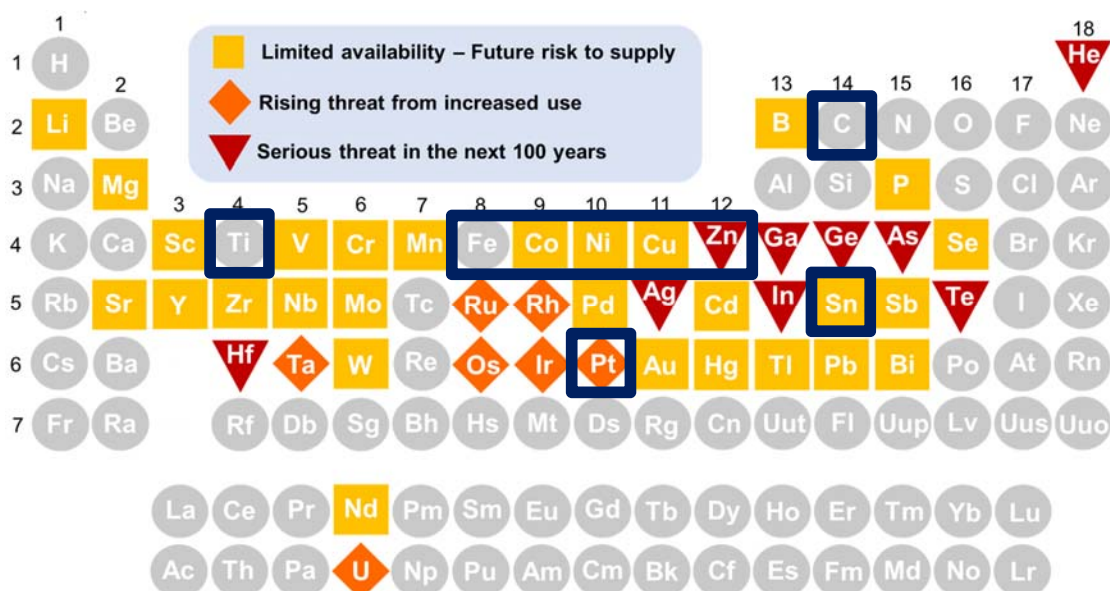 1 18
1 H Limited availability – Future risk to supply He
2 13 14 15 16 17
2 Li Be Rising threat from increased use B C N O F Ne
Serious threat in the next 100 years
3 Na Mg Al Si P S Cl Ar
3 4 5 6 7 8 9 10 11 12
4 K Ca Sc Ti V Cr Mn Fe Co Ni Cu Zn Ga Ge As Se Br Kr
5 Rb Sr Y Zr Nb Mo Tc Ru Rh Pd Ag Cd In Sn Sb Te I Xe
6 Cs Ba Hf Ta W Re Os Ir Pt Au Hg Tl Pb Bi Po At Rn
7 Fr Ra Rf Db Sg Bh Hs Mt Ds Rg Cn Uut Fl Uup Lv Uus Uuo
La Ce Pr Nd Pm Sm Eu Gd Tb Dy Ho Er Tm Yb Lu
Ac Th Pa U Np Pu Am Cm Bk Cf Es Fm Md No Lr